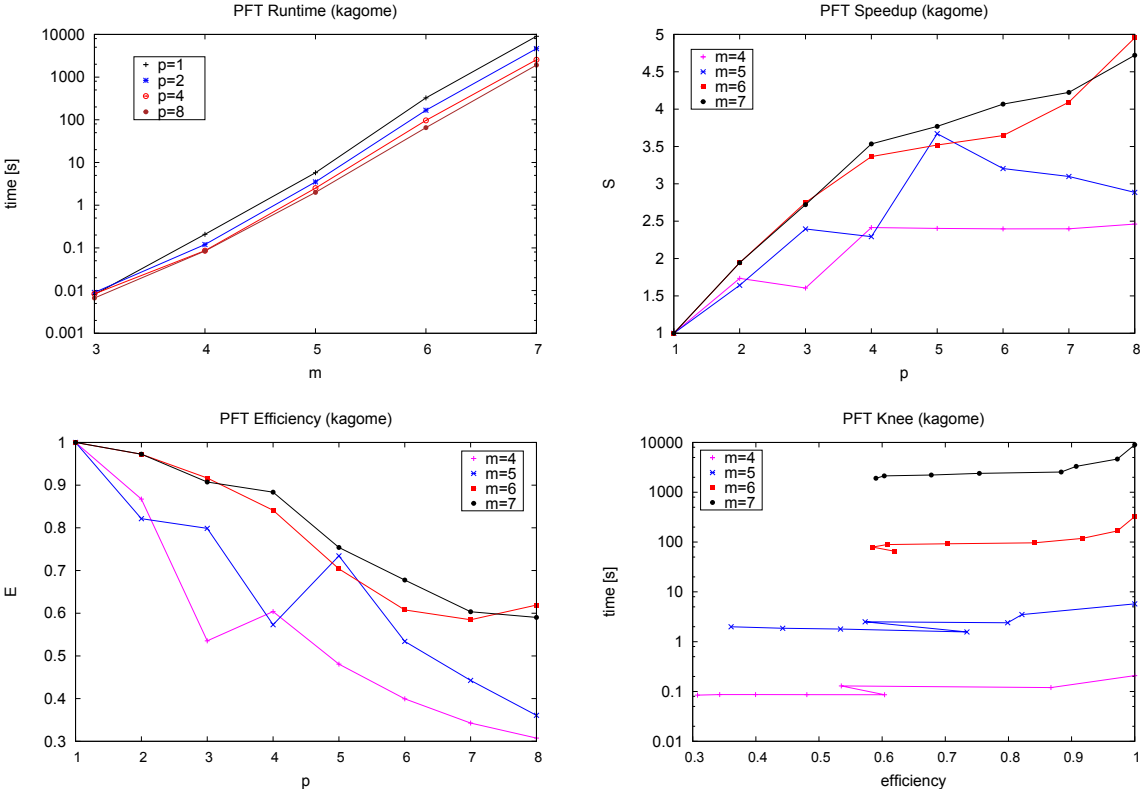 PFT Runtime (kagome)
time [s]
10000
1000
100
10
1
0.1
0.01
0.001
p=1
p=2
p=4
p=8
3 4 5 6 7
m
PFT Speedup (kagome)
S
5
4.5
4
3.5
3
2.5
2
1.5
1
m=4
m=5
m=6
m=7
1 2 3 4 5 6 7 8
p
PFT Efficiency (kagome)
E
1
0.9
0.8
0.7
0.6
0.5
0.4
0.3
m=4
m=5
m=6
m=7
1 2 3 4 5 6 7 8
p
PFT Knee (kagome)
time [s]
10000
1000
100
10
1
0.1
0.01
m=4
m=5
m=6
m=7
0.3 0.4 0.5 0.6 0.7 0.8 0.9 1
efficiency